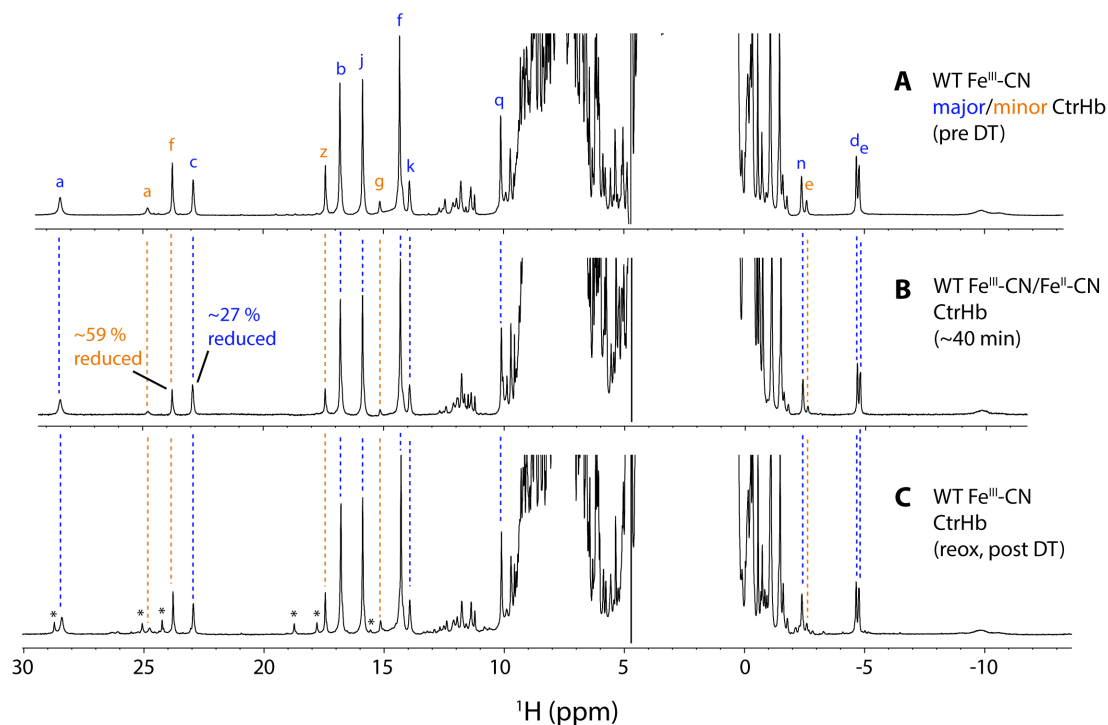 f
b
j
A
WT Feᴵᴵᴵ-CN
major/minor CtrHb
(pre DT)
q
f
z
c
k
a
a
g
n
e
d
e
B
WT Feᴵᴵᴵ-CN/Feᴵᴵ-CN
CtrHb
(~40 min)
~59 %
reduced
~27 %
reduced
C
WT Feᴵᴵᴵ-CN
CtrHb
(reox, post DT)
* * * * * *
30 25 20 15 10 5 0 -5 -10
¹H (ppm)